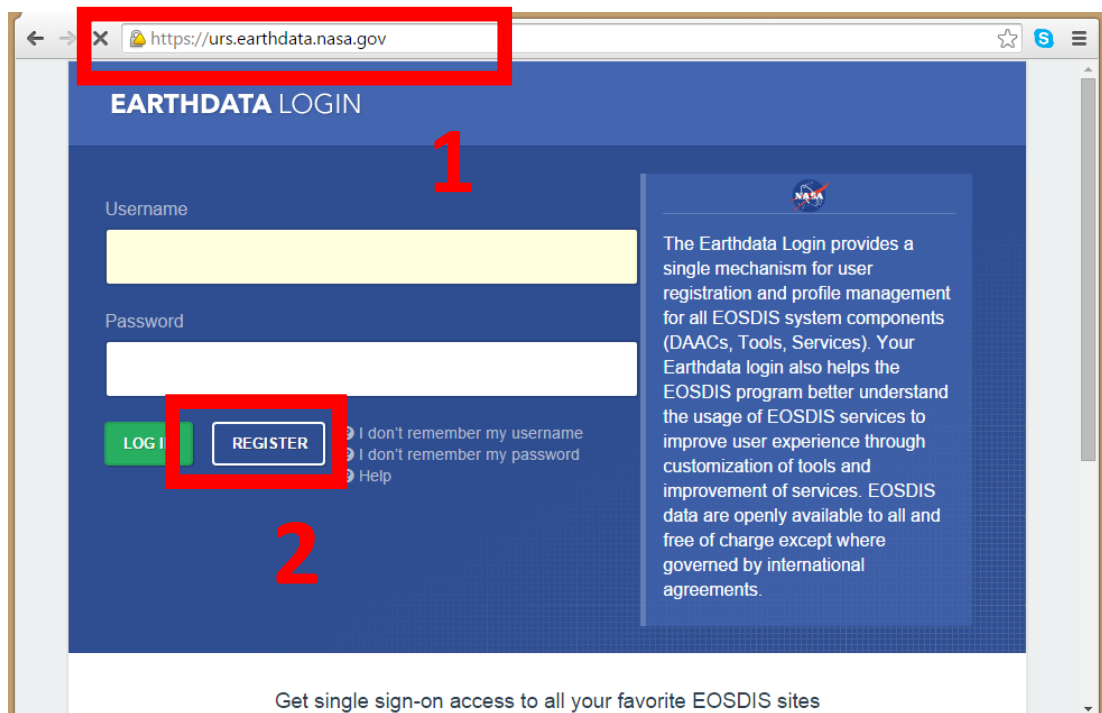 https://urs.earthdata.nasa.gov
EARTHDATA LOGIN
1
Username
Password
LOG I
REGISTER
I don't remember my username
I don't remember my password
Help
2
NASA
The Earthdata Login provides a
single mechanism for user
registration and profile management
for all EOSDIS system components
(DAACs, Tools, Services). Your
Earthdata login also helps the
EOSDIS program better understand
the usage of EOSDIS services to
improve user experience through
customization of tools and
improvement of services. EOSDIS
data are openly available to all and
free of charge except where
governed by international
agreements.
Get single sign-on access to all your favorite EOSDIS sites